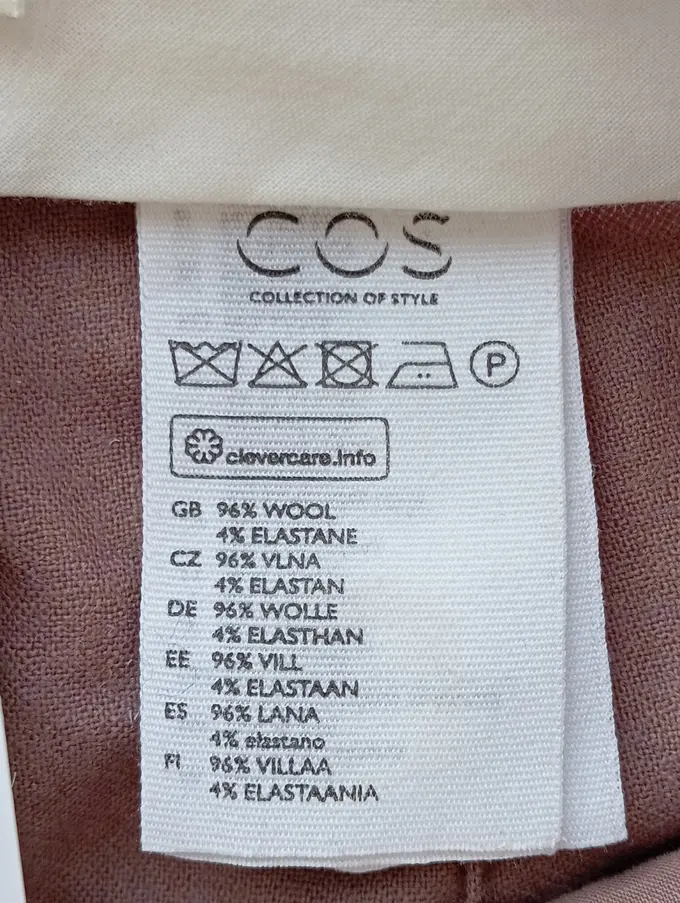 COS
COLLECTION OF STYLE
P
clevercare.info
GB 96% WOOL
4% ELASTANE
CZ 96% VLNA
4% ELASTAN
DE 96% WOLLE
4% ELASTHAN
EE 96% VILL
4% ELASTAAN
ES 96% LANA
4% elastano
FI 96% VILLAA
4% ELASTAANIA